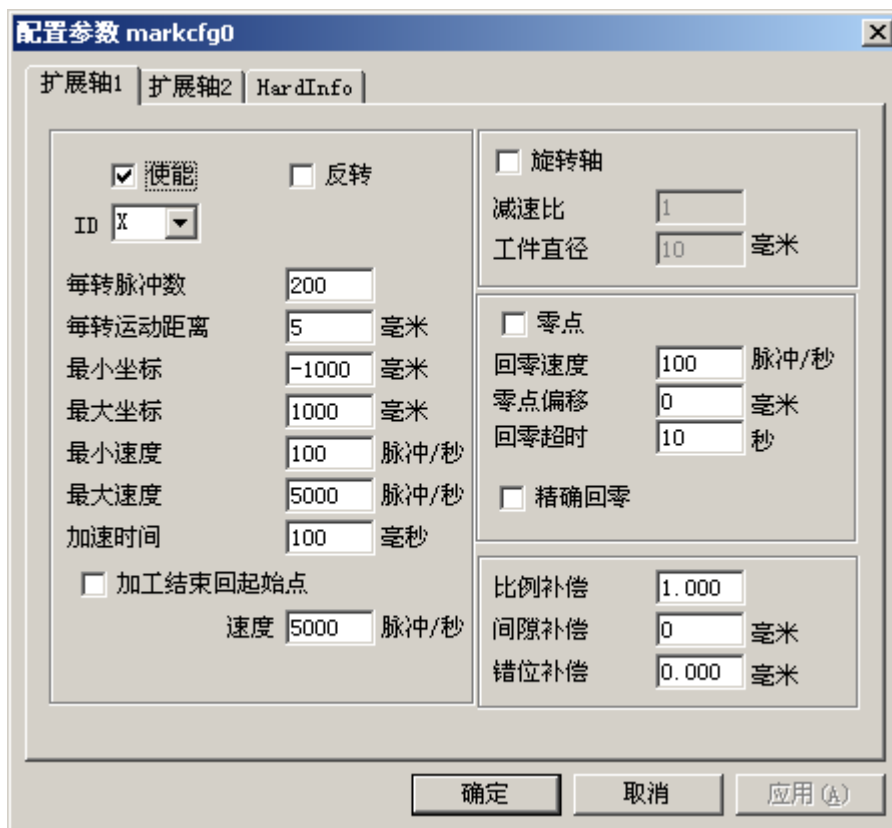 配置参数 markcfg0
扩展轴1 扩展轴2 HardInfo
使能 反转
ID X
每转脉冲数 200
每转运动距离 5 毫米
最小坐标 -1000 毫米
最大坐标 1000 毫米
最小速度 100 脉冲/秒
最大速度 5000 脉冲/秒
加速时间 100 毫秒
加工结束回起始点
速度 5000 脉冲/秒
旋转轴
减速比 1
工件直径 10 毫米
零点
回零速度 100 脉冲/秒
零点偏移 0 毫米
回零超时 10 秒
精确回零
比例补偿 1.000
间隙补偿 0 毫米
错位补偿 0.000 毫米
确定 取消 应用(A)